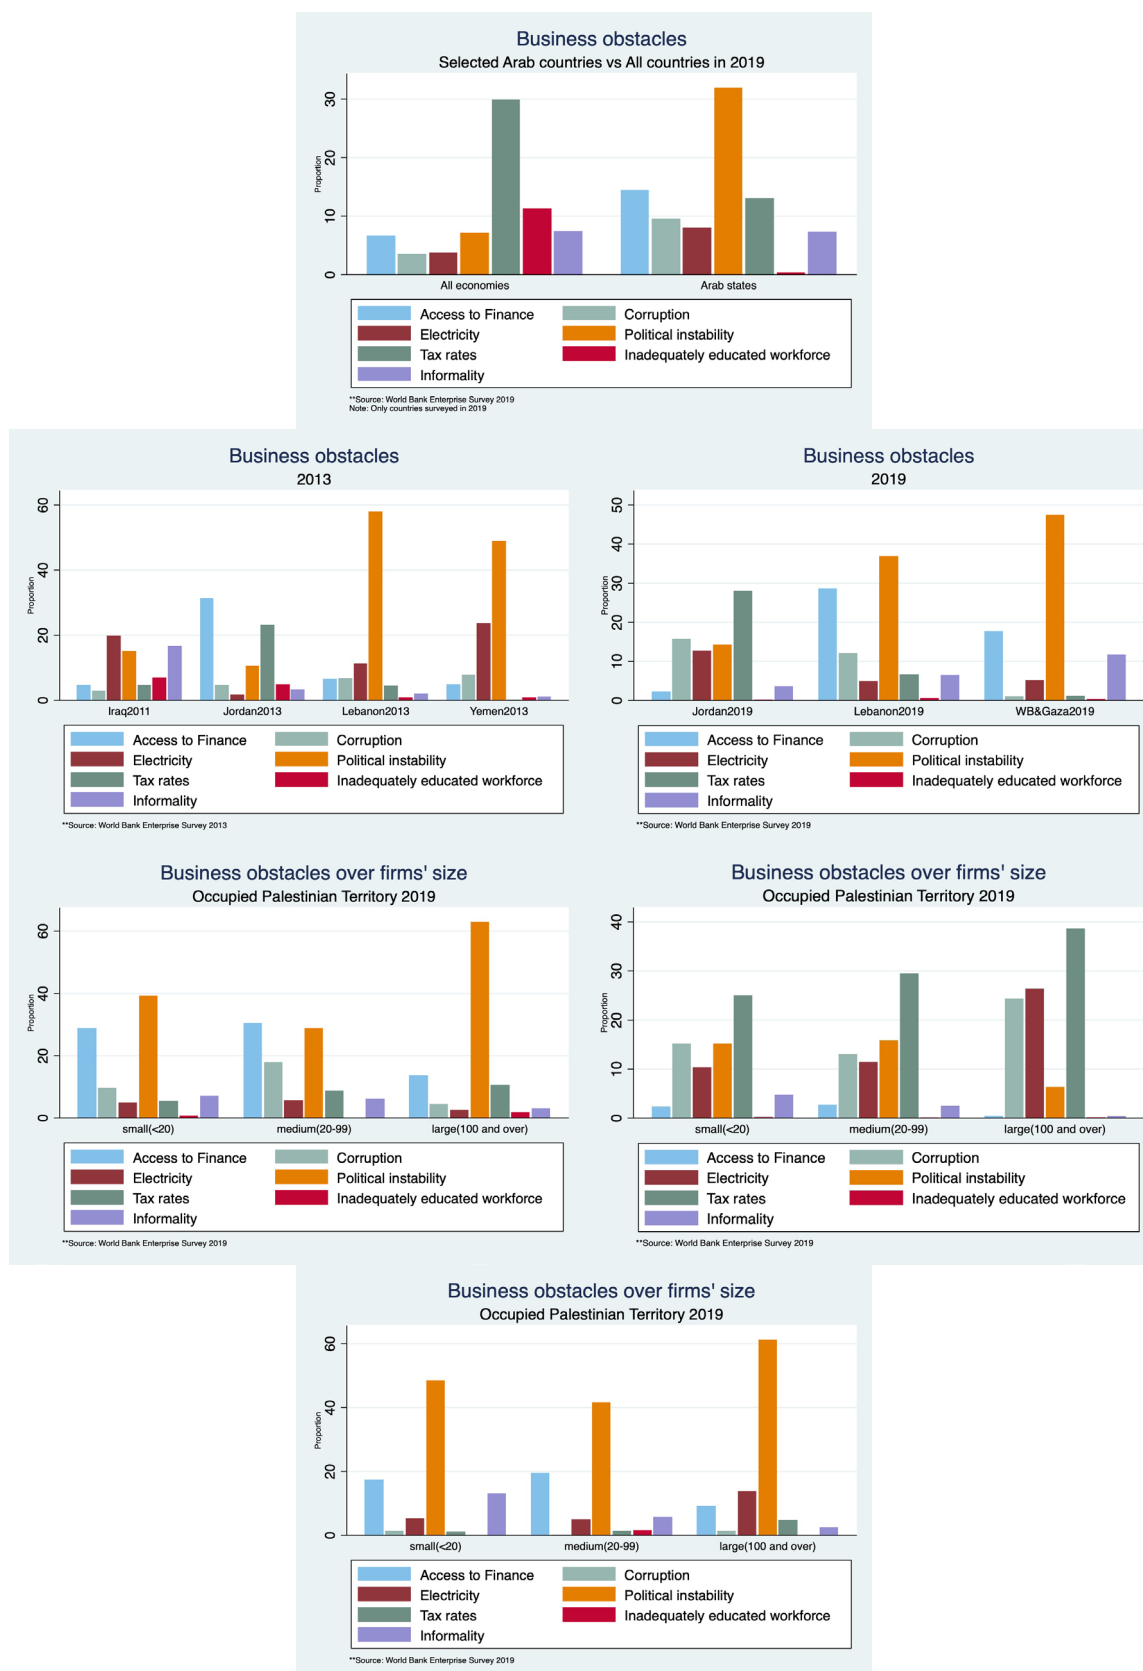 Business obstacles
Selected Arab countries vs All countries in 2019
Proportion
30
20
10
0
All economies
Arab states
Access to Finance
Corruption
Electricity
Political instability
Tax rates
Inadequately educated workforce
Informality
**Source: World Bank Enterprise Survey 2019
Note: Only countries surveyed in 2019
Business obstacles
2013
Proportion
60
40
20
0
Iraq2011
Jordan2013
Lebanon2013
Yemen2013
Access to Finance
Corruption
Electricity
Political instability
Tax rates
Inadequately educated workforce
Informality
**Source: World Bank Enterprise Survey 2013
Business obstacles
2019
Proportion
50
40
30
20
10
0
Jordan2019
Lebanon2019
WB&Gaza2019
Access to Finance
Corruption
Electricity
Political instability
Tax rates
Inadequately educated workforce
Informality
**Source: World Bank Enterprise Survey 2019
Business obstacles over firms' size
Occupied Palestinian Territory 2019
Proportion
60
40
20
0
small(<20)
medium(20-99)
large(100 and over)
Access to Finance
Corruption
Electricity
Political instability
Tax rates
Inadequately educated workforce
Informality
**Source: World Bank Enterprise Survey 2019
Business obstacles over firms' size
Occupied Palestinian Territory 2019
Proportion
40
30
20
10
0
small(<20)
medium(20-99)
large(100 and over)
Access to Finance
Corruption
Electricity
Political instability
Tax rates
Inadequately educated workforce
Informality
**Source: World Bank Enterprise Survey 2019
Business obstacles over firms' size
Occupied Palestinian Territory 2019
Proportion
60
40
20
0
small(<20)
medium(20-99)
large(100 and over)
Access to Finance
Corruption
Electricity
Political instability
Tax rates
Inadequately educated workforce
Informality
**Source: World Bank Enterprise Survey 2019